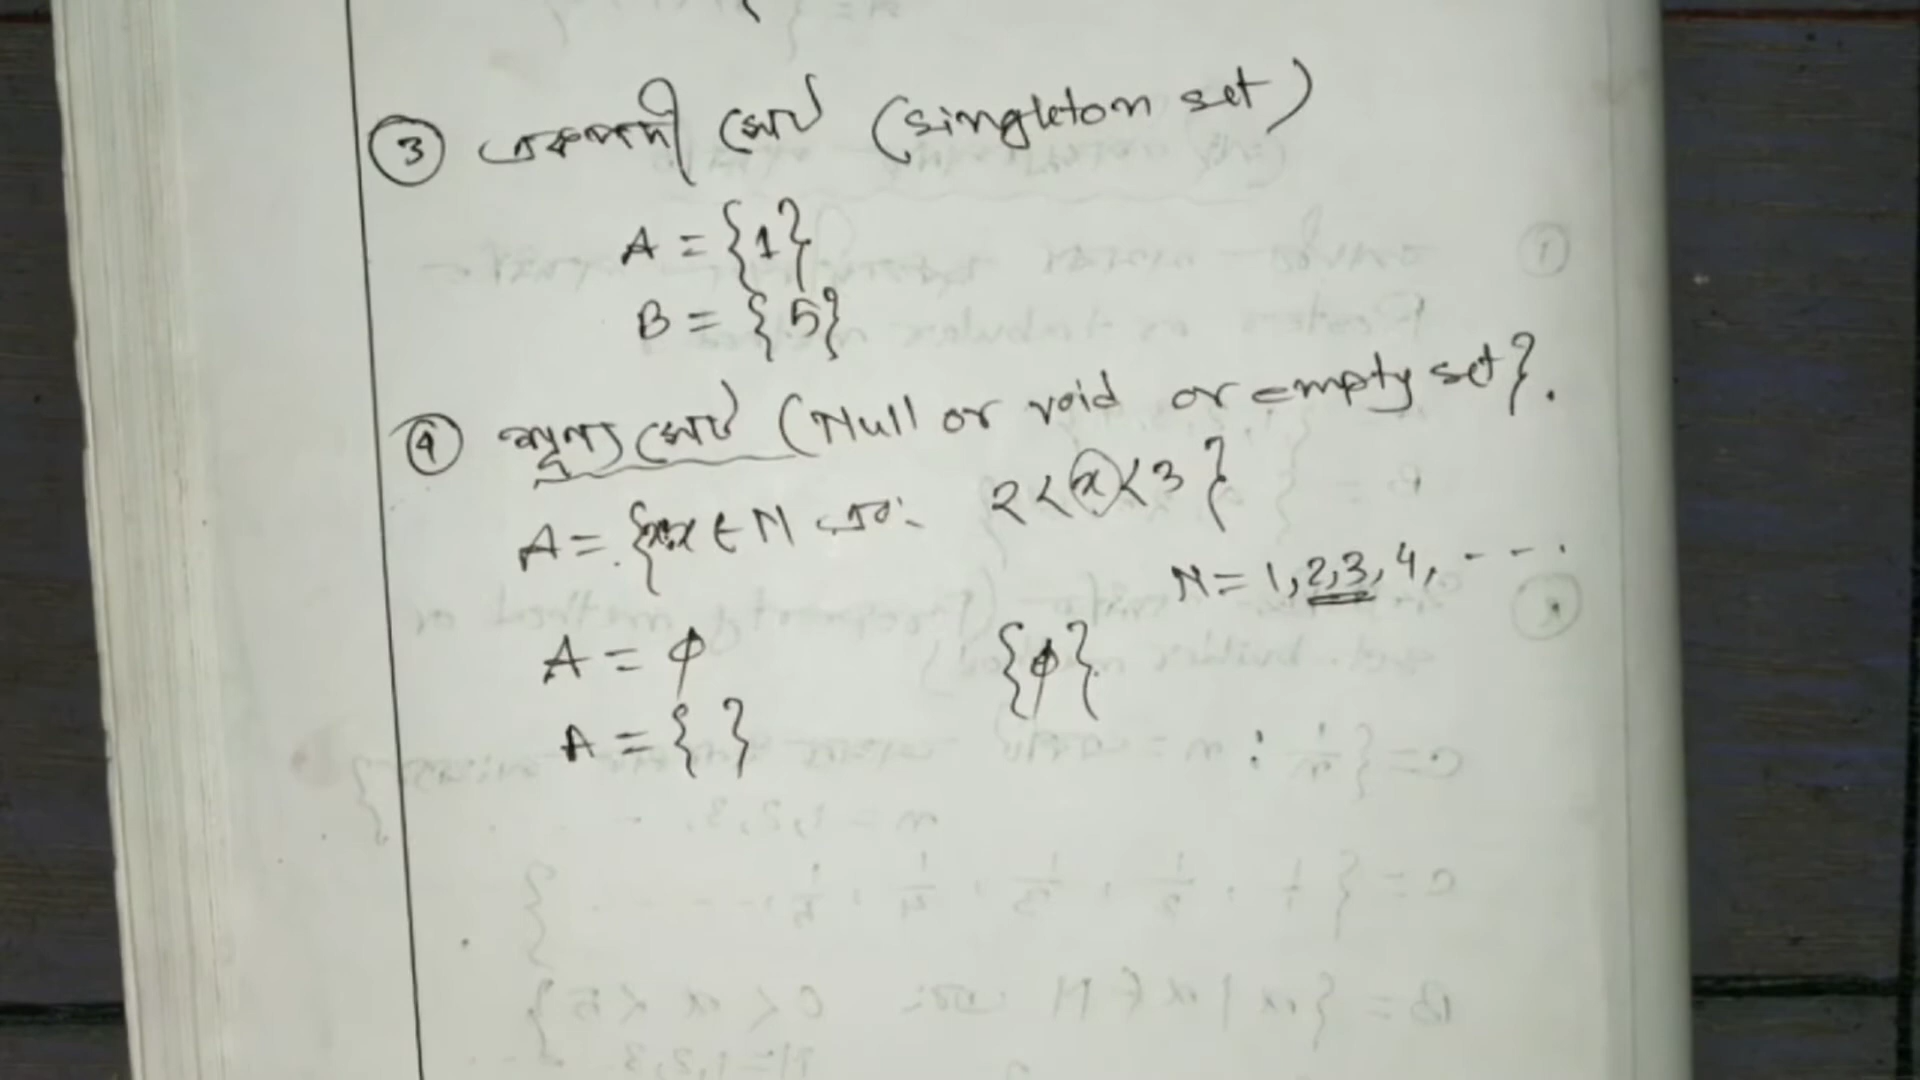 ③ একপদী সেট (singleton set)
A = {1}
B = {5}
④ শূন্য সেট (Null or void or empty set}.
A = {x:x ∈ N এবং 2 < x < 3}
N = 1, 2, 3, 4, - - - .
A = φ {φ}
A = { }